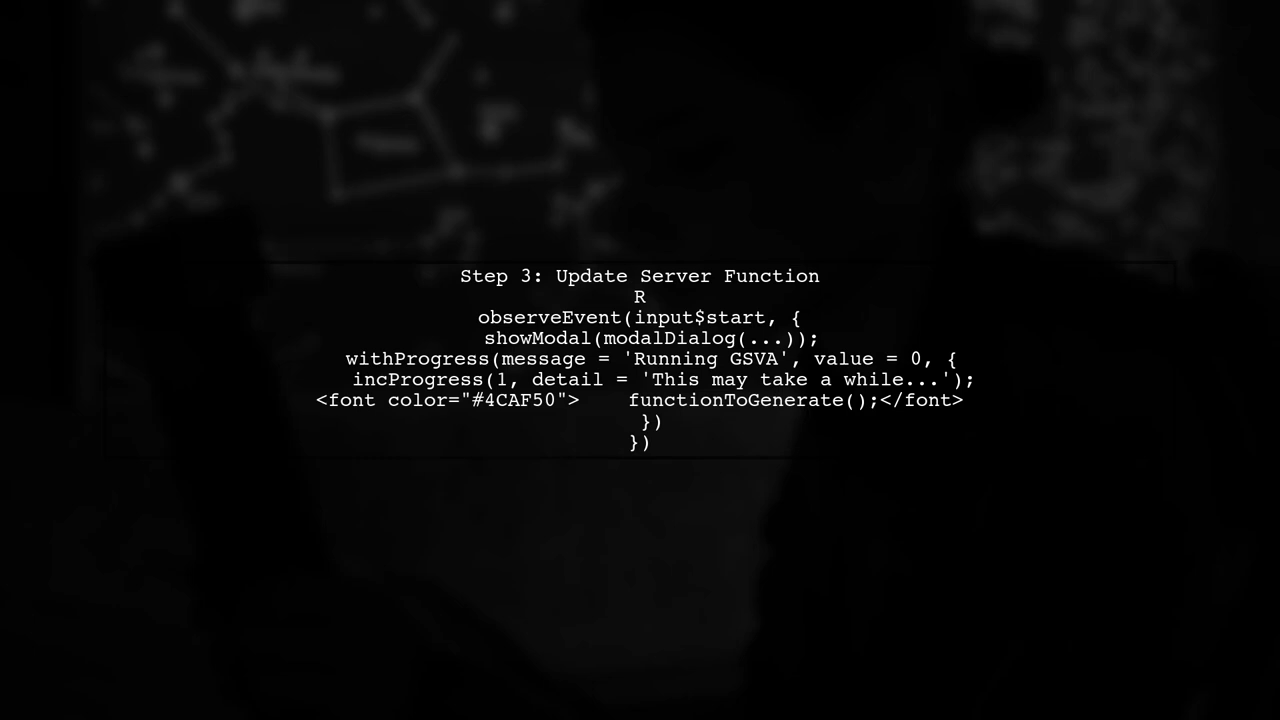 Step 3: Update Server Function
R
observeEvent(input$start, {
showModal(modalDialog(...));
withProgress(message = 'Running GSVA', value = 0, {
incProgress(1, detail = 'This may take a while...');
<font color="#4CAF50">    functionToGenerate();</font>
})
})